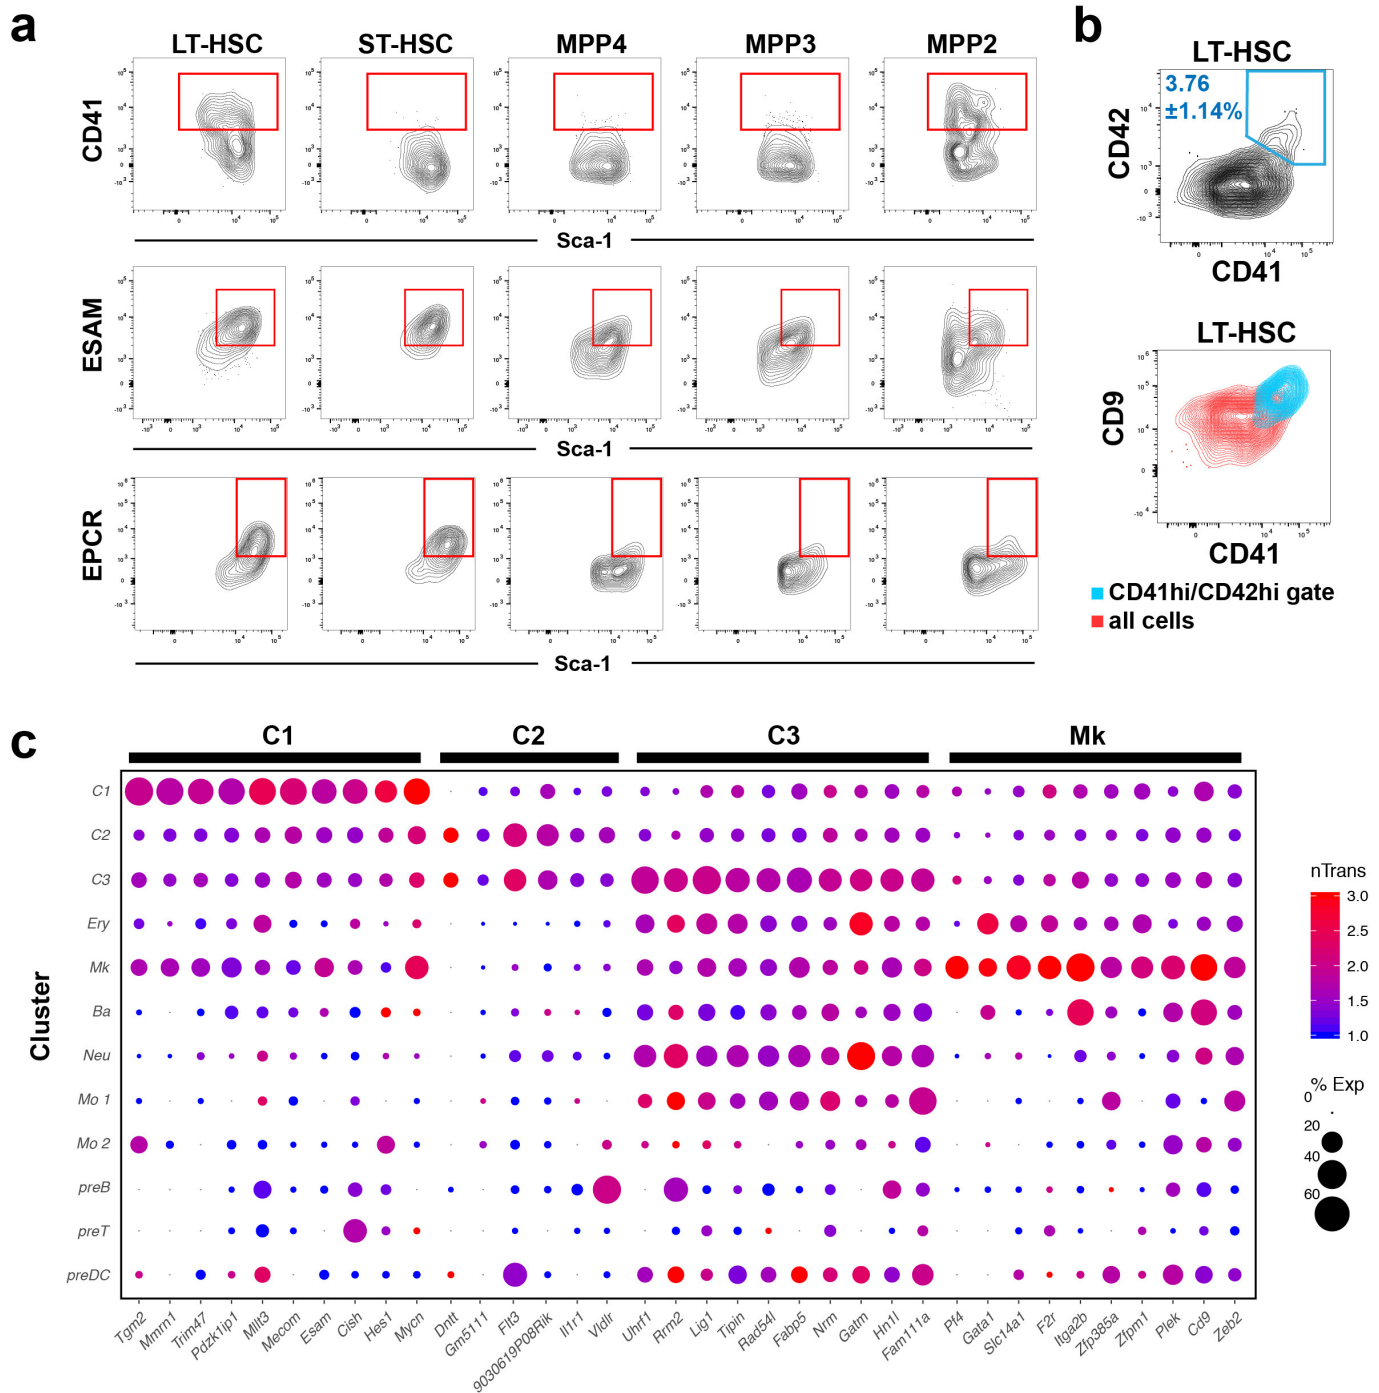 a
LT-HSC ST-HSC MPP4 MPP3 MPP2
CD41
Sca-1
ESAM
Sca-1
EPCR
Sca-1
b
LT-HSC
3.76
±1.14%
CD42
CD41
LT-HSC
CD9
CD41
CD41hi/CD42hi gate
all cells
c
C1 C2 C3 Mk
Cluster
C1
C2
C3
Ery
Mk
Ba
Neu
Mo 1
Mo 2
preB
preT
preDC
Tgm2 Mmrn1 Trim47 Pdzk1ip1 Mllt3 Mecom Esam Cish Hes1 Mycn Dntt Gm5111 Flt3 9030619P08Rik Il1r1 Vldlr Uhrf1 Rrm2 Lig1 Tipin Rad54l Fabp5 Nrm Gatm Hn1l Fam111a Pf4 Gata1 Slc14a1 F2r Itga2b Zfp385a Zfpm1 Plek Cd9 Zeb2
nTrans
3.0
2.0
1.5
1.0
% Exp
0
20
40
60